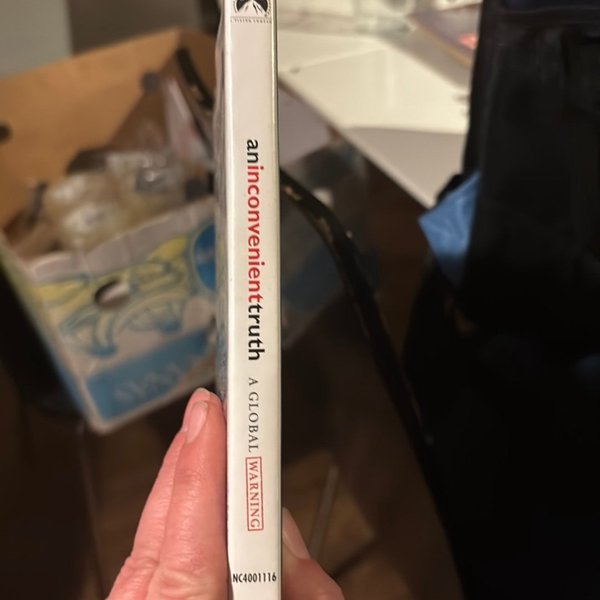 aninconvenienttruth A GLOBAL WARNING
NC4001116